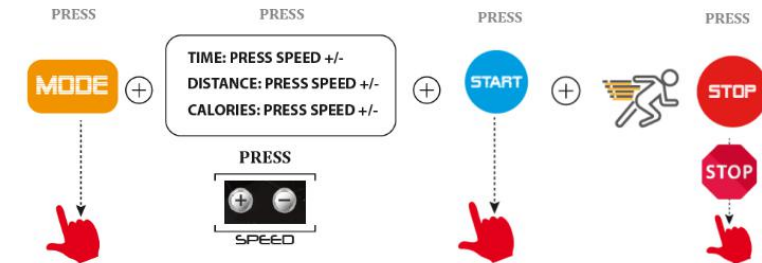 PRESS PRESS PRESS PRESS
MODE
TIME: PRESS SPEED +/-
DISTANCE: PRESS SPEED +/-
CALORIES: PRESS SPEED +/-
START
STOP
PRESS
SPEED
STOP